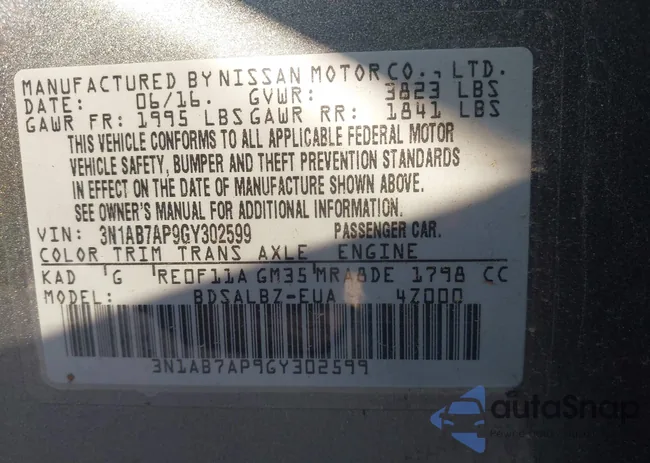 MANUFACTURED BY NISSAN MOTOR CO., LTD.
DATE: 06/16. GVWR: 3823 LBS
GAWR FR: 1995 LBS GAWR RR: 1841 LBS
THIS VEHICLE CONFORMS TO ALL APPLICABLE FEDERAL MOTOR
VEHICLE SAFETY, BUMPER AND THEFT PREVENTION STANDARDS
IN EFFECT ON THE DATE OF MANUFACTURE SHOWN ABOVE.
SEE OWNER'S MANUAL FOR ADDITIONAL INFORMATION.
VIN: 3N1AB7AP9GY302599 PASSENGER CAR.
COLOR TRIM TRANS AXLE ENGINE
KAD G RE0F11A GM35 MRA8DE 1798 CC
MODEL: BDSALBZ-EUA 4Z000
3N1AB7AP9GY302599
autoSnap